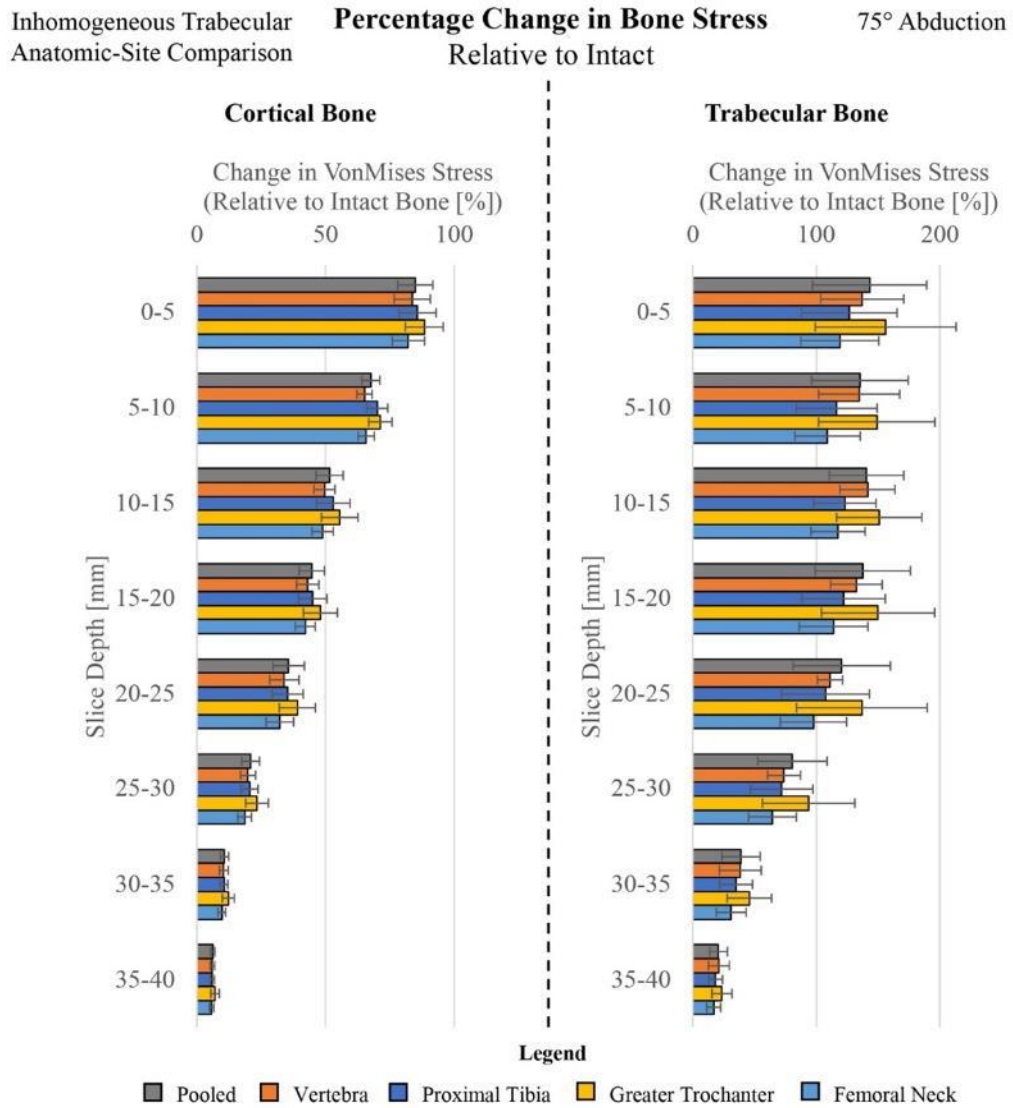 Inhomogeneous Trabecular
Anatomic-Site Comparison
Percentage Change in Bone Stress
Relative to Intact
75° Abduction
Cortical Bone
Change in VonMises Stress
(Relative to Intact Bone [%])
0 50 100
Slice Depth [mm]
0-5
5-10
10-15
15-20
20-25
25-30
30-35
35-40
Trabecular Bone
Change in VonMises Stress
(Relative to Intact Bone [%])
0 100 200
Slice Depth [mm]
0-5
5-10
10-15
15-20
20-25
25-30
30-35
35-40
Legend
Pooled Vertebra Proximal Tibia Greater Trochanter Femoral Neck